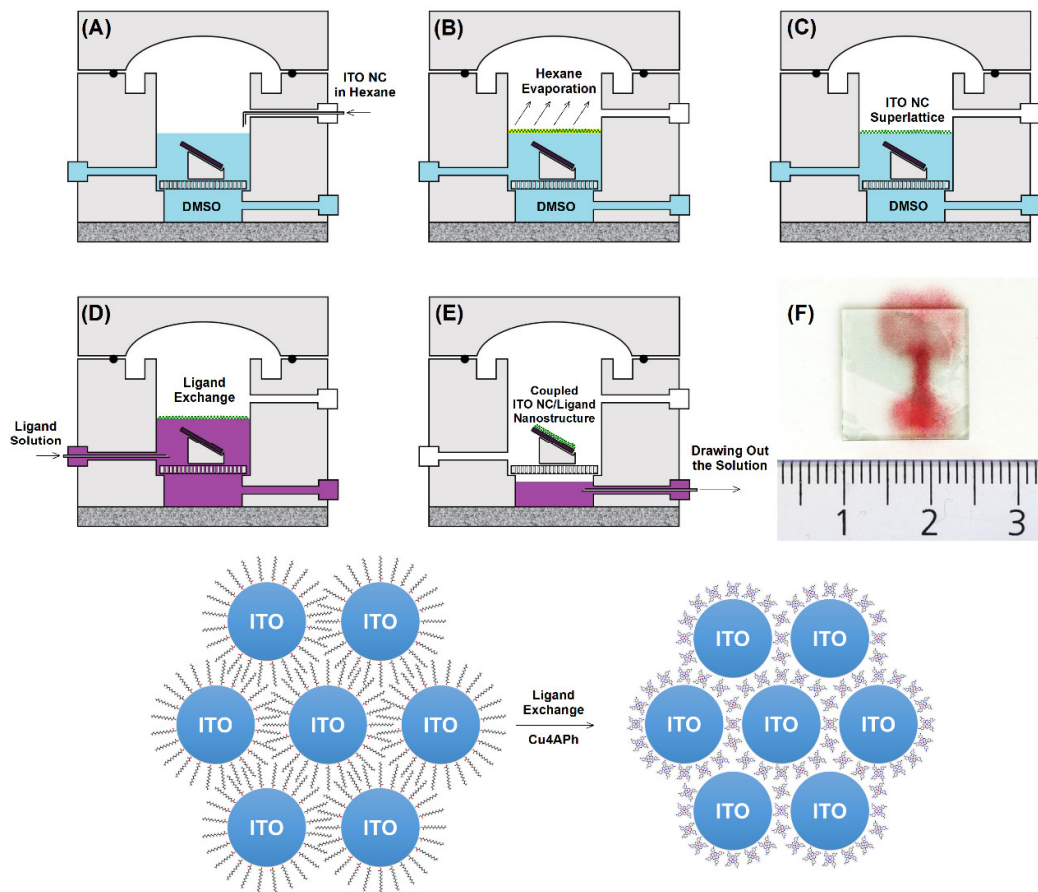 (A)
ITO NC
in Hexane
DMSO
(B)
Hexane
Evaporation
DMSO
(C)
ITO NC
Superlattice
DMSO
(D)
Ligand
Exchange
Ligand
Solution
(E)
Coupled
ITO NC/Ligand
Nanostructure
Drawing Out
the Solution
(F)
1 2 3
ITO ITO
ITO ITO ITO
ITO ITO
Ligand
Exchange
Cu4APh
ITO ITO
ITO ITO ITO
ITO ITO